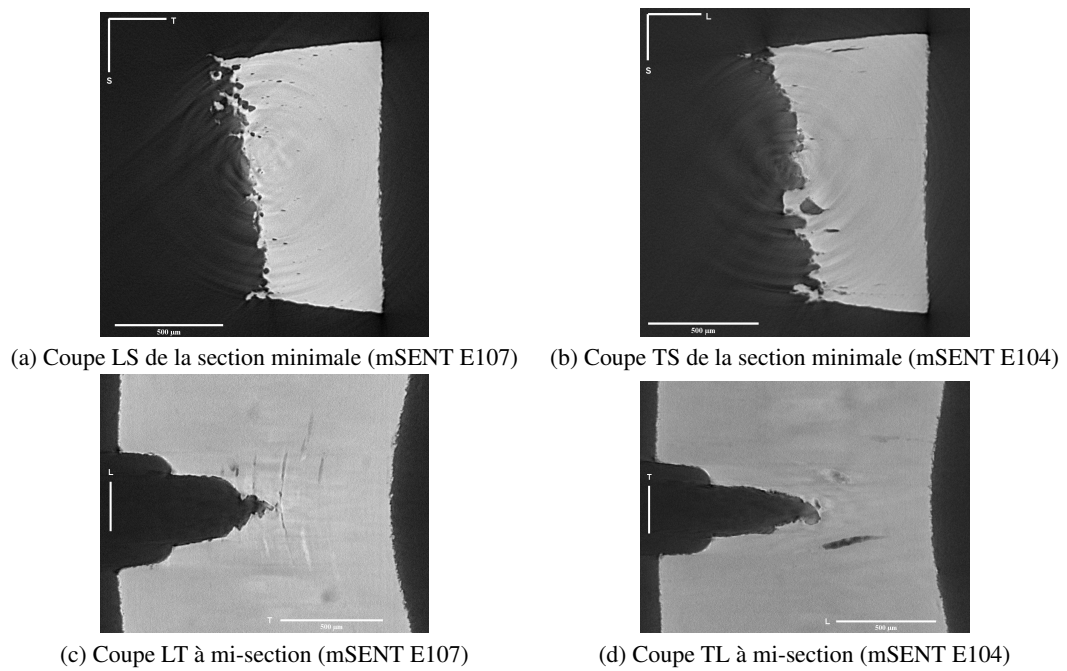 T
S
500 μm
L
S
500 μm
(a) Coupe LS de la section minimale (mSENT E107)
(b) Coupe TS de la section minimale (mSENT E104)
L
T
500 μm
T
L
500 μm
(c) Coupe LT à mi-section (mSENT E107)
(d) Coupe TL à mi-section (mSENT E104)